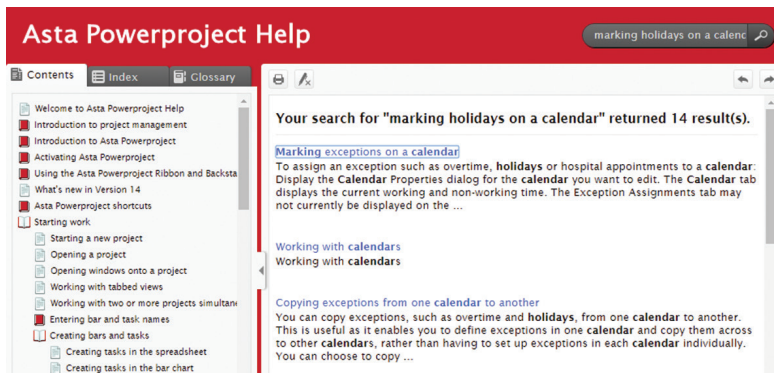 Asta Powerproject Help
marking holidays on a calenc
Contents
Index
Glossary
Welcome to Asta Powerproject Help
Introduction to project management
Introduction to Asta Powerproject
Activating Asta Powerproject
Using the Asta Powerproject Ribbon and Backsta
What's new in Version 14
Asta Powerproject shortcuts
Starting work
Starting a new project
Opening a project
Opening windows onto a project
Working with tabbed views
Working with two or more projects simultane
Entering bar and task names
Creating bars and tasks
Creating tasks in the spreadsheet
Creating tasks in the bar chart
Your search for "marking holidays on a calendar" returned 14 result(s).
Marking exceptions on a calendar
To assign an exception such as overtime, holidays or hospital appointments to a calendar:
Display the Calendar Properties dialog for the calendar you want to edit. The Calendar tab
displays the current working and non-working time. The Exception Assignments tab may
not currently be displayed on the ...
Working with calendars
Working with calendars
Copying exceptions from one calendar to another
You can copy exceptions, such as overtime and holidays, from one calendar to another.
This is useful as it enables you to define exceptions in one calendar and copy them across
to other calendars, rather than having to set up exceptions in each calendar individually.
You can choose to copy ...